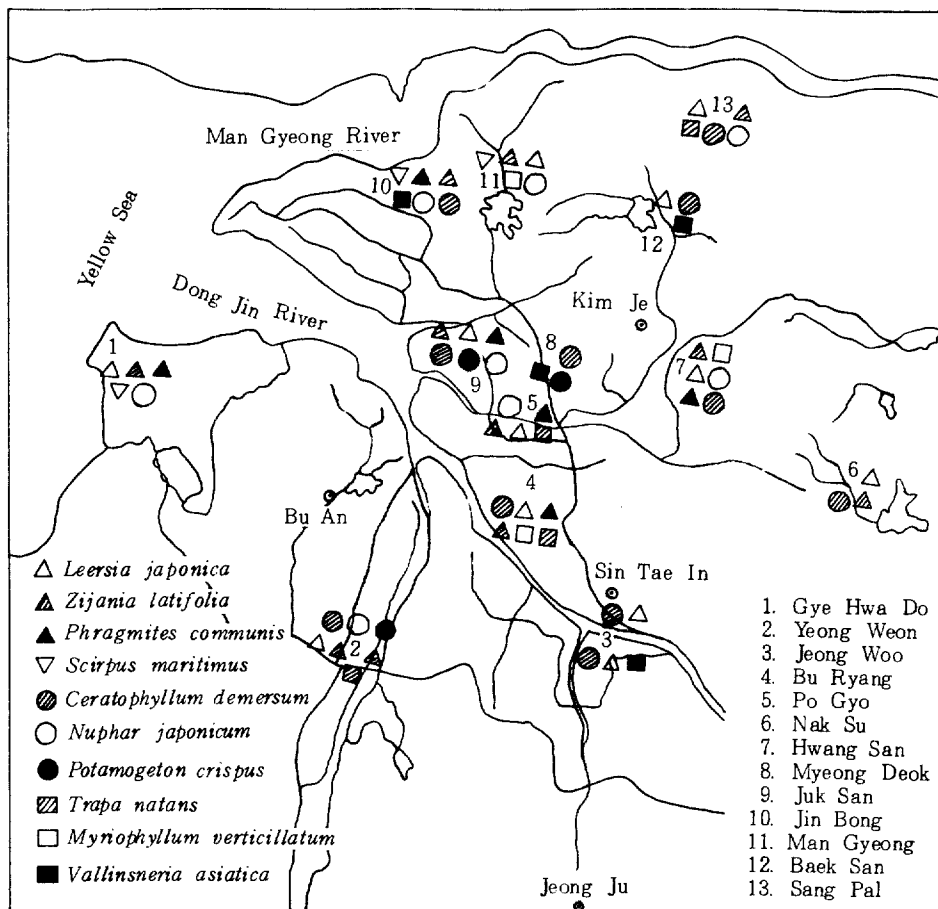 13
Man Gyeong River
10
11
12
Yellow Sea
Dong Jin River
Kim Je
1
8
7
9
5
6
4
Bu An
Sin Tae In
3
2
Jeong Ju
Leersia japonica
Zijania latifolia
Phragmites communis
Scirpus maritimus
Ceratophyllum demersum
Nuphar japonicum
Potamogeton crispus
Trapa natans
Myriophyllum verticillatum
Vallinsneria asiatica
1. Gye Hwa Do
2. Yeong Weon
3. Jeong Woo
4. Bu Ryang
5. Po Gyo
6. Nak Su
7. Hwang San
8. Myeong Deok
9. Juk San
10. Jin Bong
11. Man Gyeong
12. Baek San
13. Sang Pal